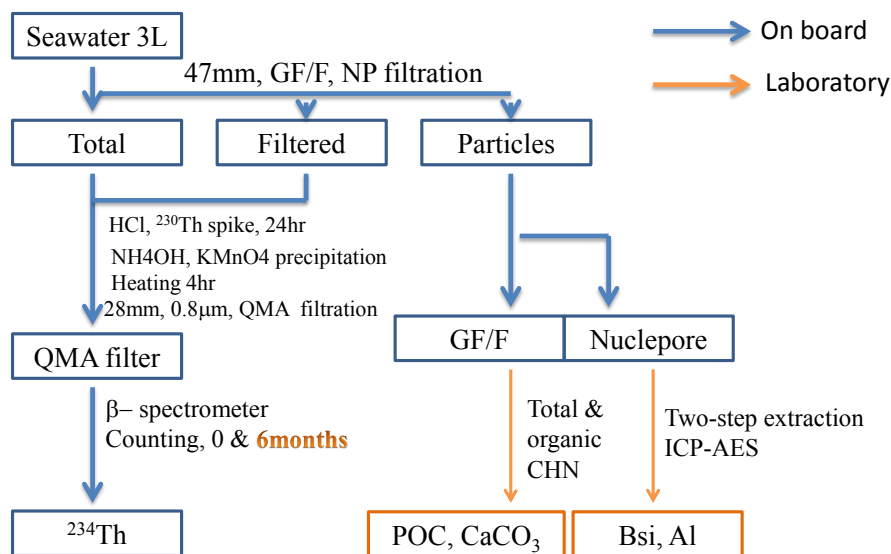 Seawater 3L
On board
47mm, GF/F, NP filtration
Laboratory
Total
Filtered
Particles
HCl, ²³⁰Th spike, 24hr
NH4OH, KMnO4 precipitation
Heating 4hr
28mm, 0.8μm, QMA filtration
QMA filter
GF/F
Nuclepore
β− spectrometer
Counting, 0 & 6months
Total &
organic
CHN
Two-step extraction
ICP-AES
²³⁴Th
POC, CaCO₃
Bsi, Al